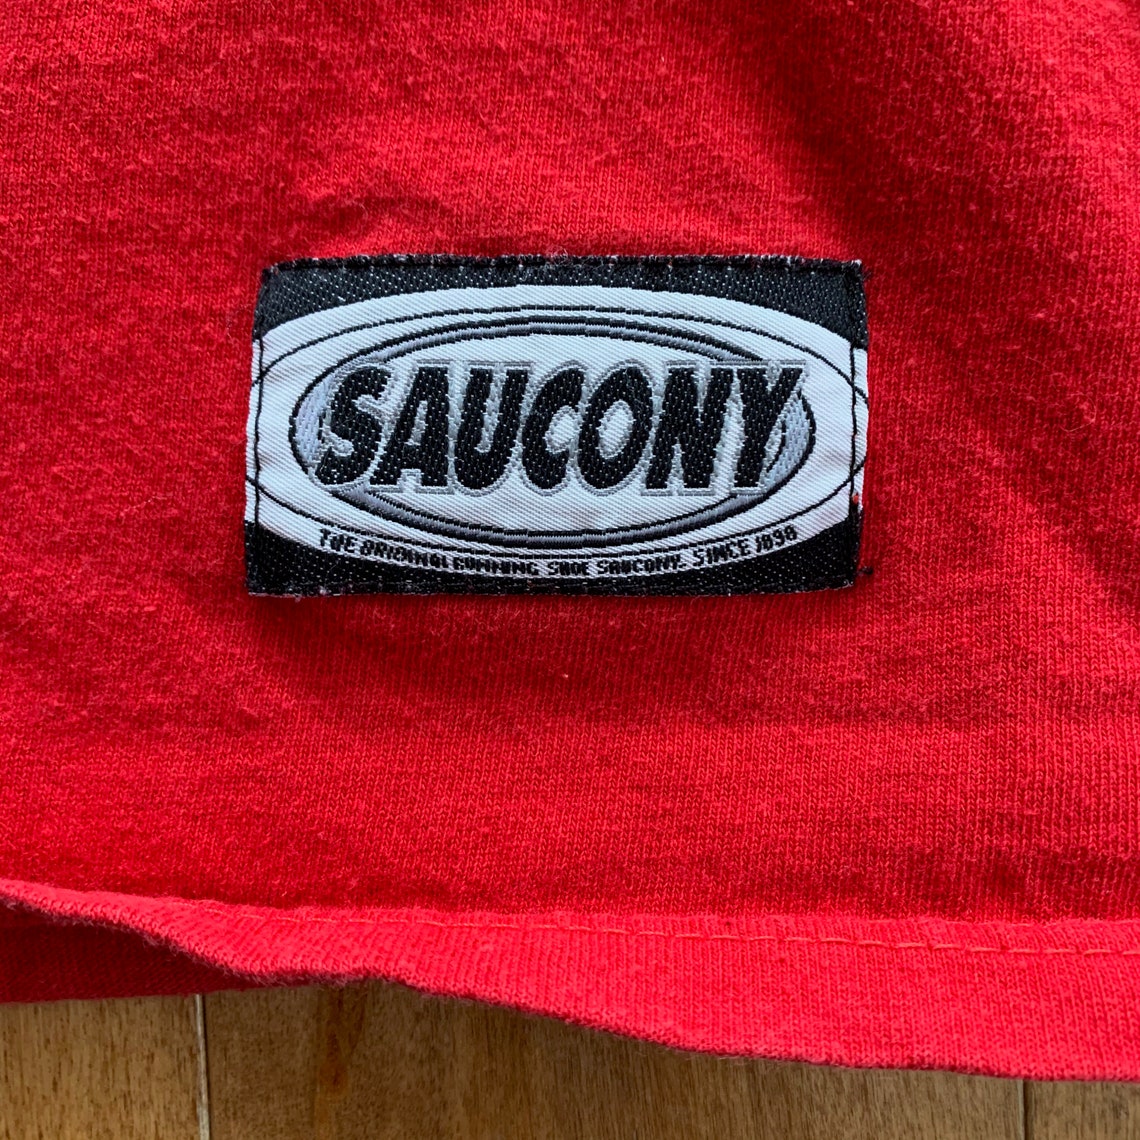 SAUCONY
THE ORIGINAL RUNNING SHOE SAUCONY. SINCE 1898